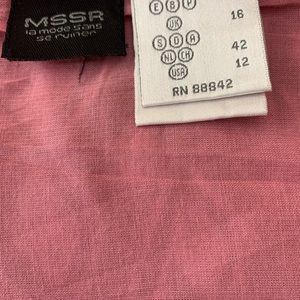 MSSR
la mode sans
se ruiner
E B P
UK 16
S D A 42
NL CH
USA 12
RN 88842